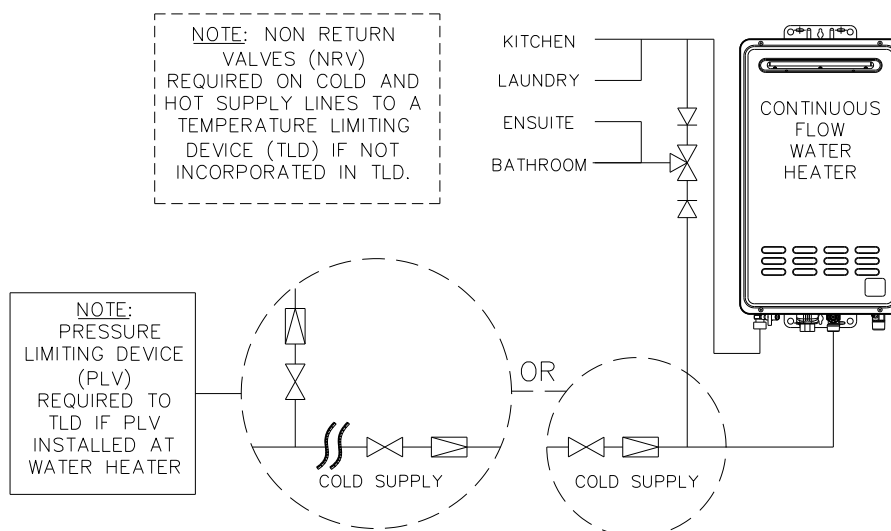 NOTE: NON RETURN
VALVES (NRV)
REQUIRED ON COLD AND
HOT SUPPLY LINES TO A
TEMPERATURE LIMITING
DEVICE (TLD) IF NOT
INCORPORATED IN TLD.
KITCHEN
LAUNDRY
ENSUITE
BATHROOM
CONTINUOUS
FLOW
WATER
HEATER
NOTE:
PRESSURE
LIMITING DEVICE
(PLV)
REQUIRED TO
TLD IF PLV
INSTALLED AT
WATER HEATER
OR
COLD SUPPLY
COLD SUPPLY